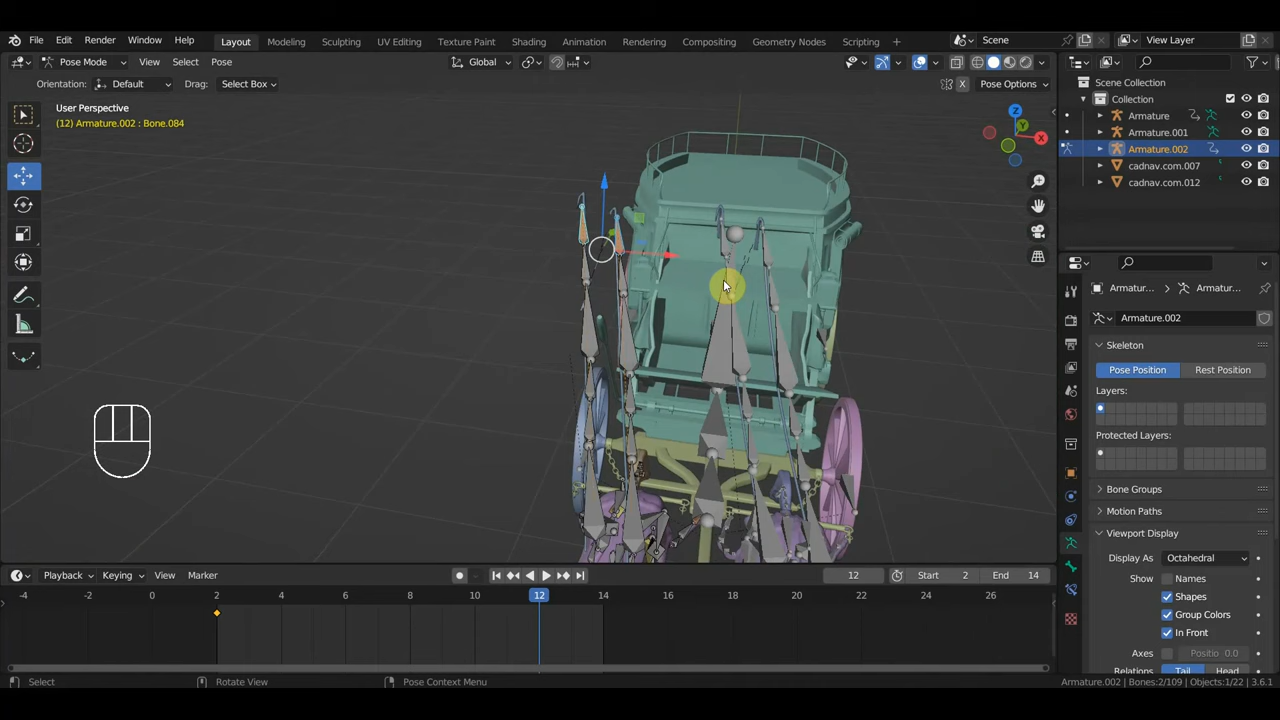 File Edit Render Window Help Layout Modeling Sculpting UV Editing Texture Paint Shading Animation Rendering Compositing Geometry Nodes Scripting + Scene View Layer
Pose Mode View Select Pose Global
Orientation: Default Drag: Select Box X Pose Options
User Perspective
(12) Armature.002 : Bone.084
Z
Y
X
Scene Collection
Collection
Armature
Armature.001
Armature.002
cadnav.com.007
cadnav.com.012
Armatur... Armatur...
Armature.002
Skeleton
Pose Position Rest Position
Layers:
Protected Layers:
Bone Groups
Motion Paths
Viewport Display
Display As Octahedral
Show Names
Shapes
Group Colors
In Front
Axes Positio 0.0
Relations Tail Head
Playback Keying View Marker 12 Start 2 End 14
-4 -2 0 2 4 6 8 10 12 14 16 18 20 22 24 26
Select Rotate View Pose Context Menu Armature.002 | Bones:2/109 | Objects:1/22 | 3.6.1